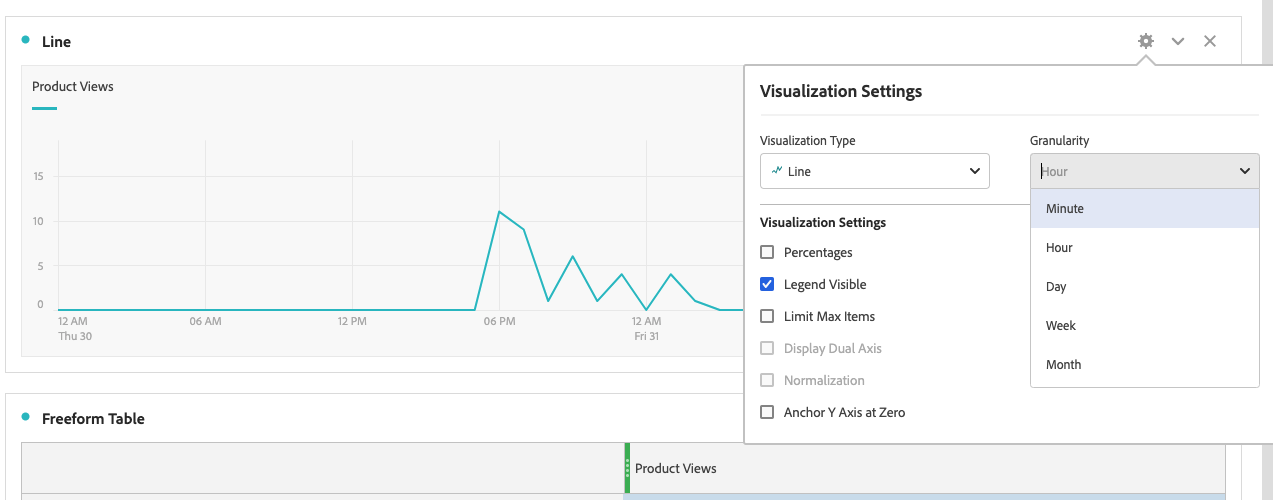 Line
Product Views
15
10
5
0
12 AM
06 AM
12 PM
06 PM
12 AM
Thu 30
Fri 31
Visualization Settings
Visualization Type
Granularity
Line
Hour
Minute
Hour
Day
Week
Month
Visualization Settings
Percentages
Legend Visible
Limit Max Items
Display Dual Axis
Normalization
Anchor Y Axis at Zero
Freeform Table
Product Views